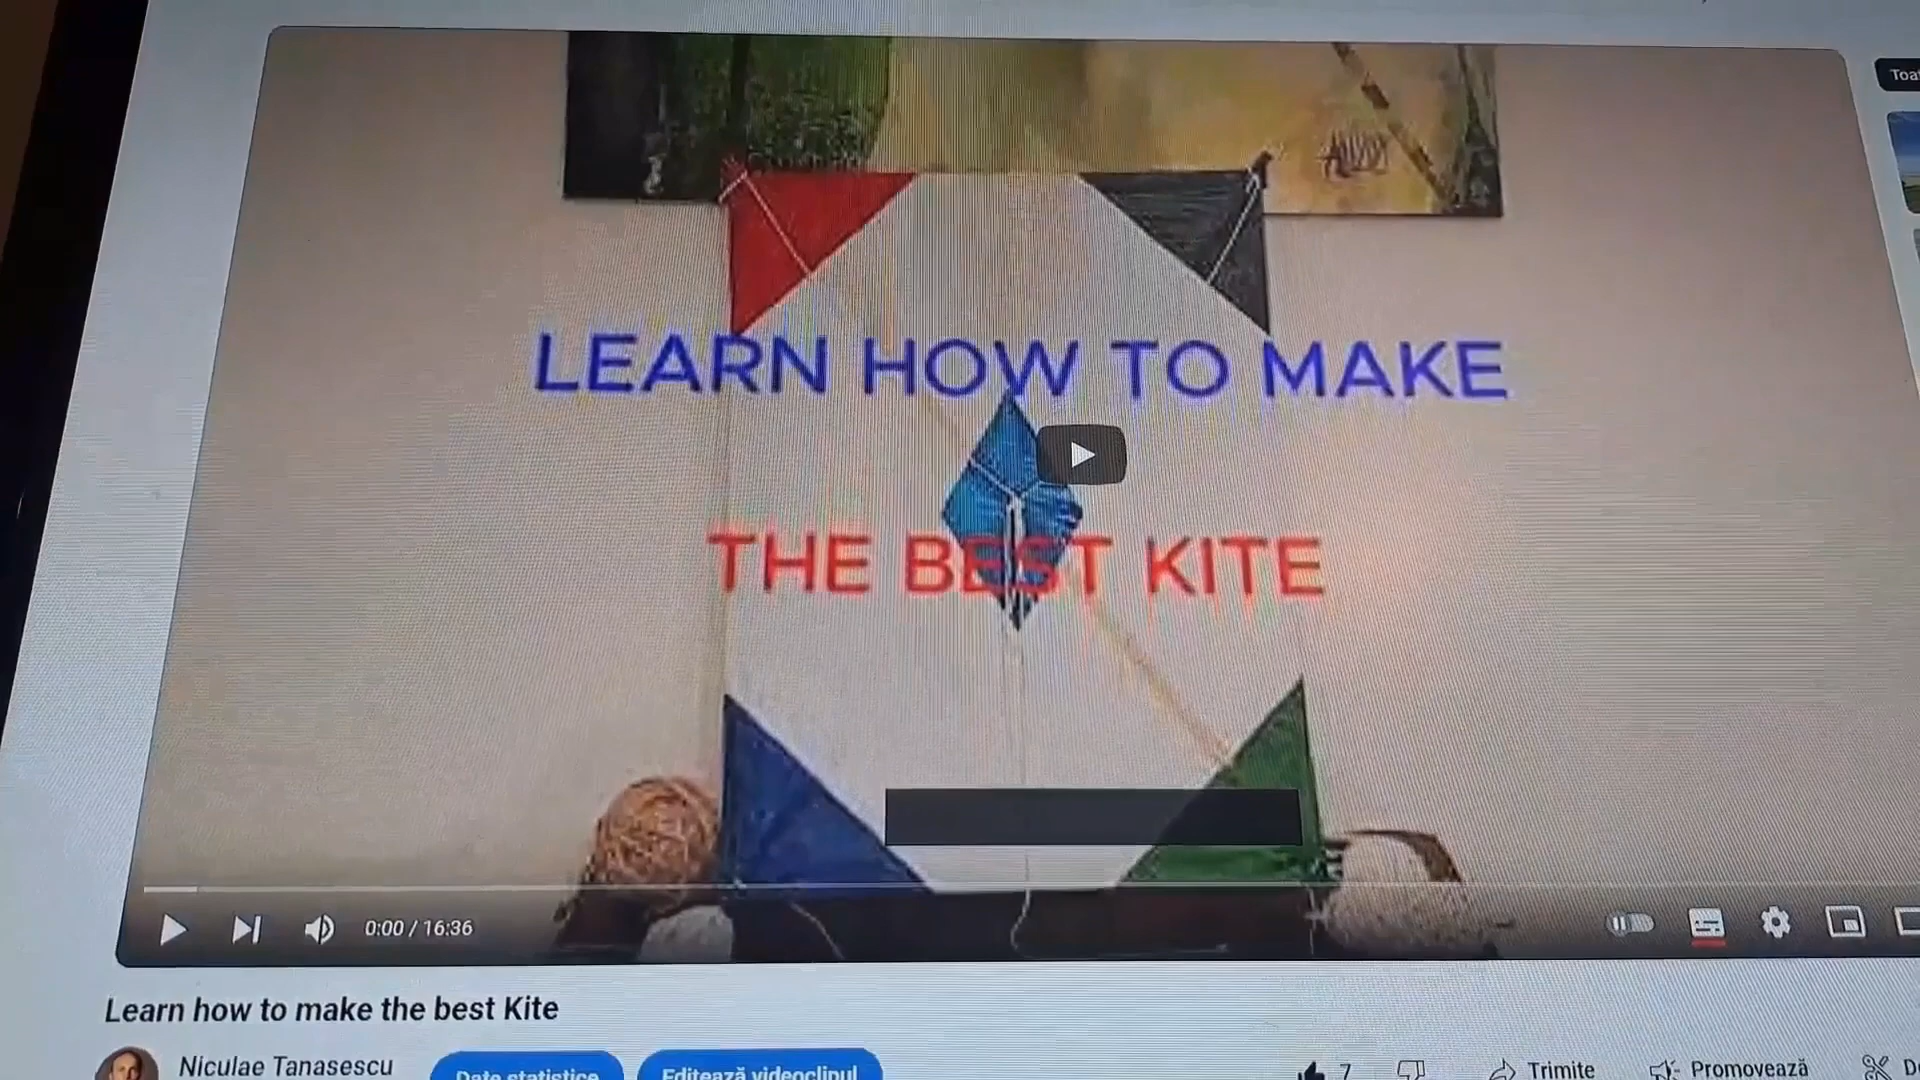 ANDY
LEARN HOW TO MAKE
THE BEST KITE
0:00 / 16:36
Learn how to make the best Kite
Niculae Tanasescu
Date statistice
Editează videoclipul
7
Trimite
Promovează